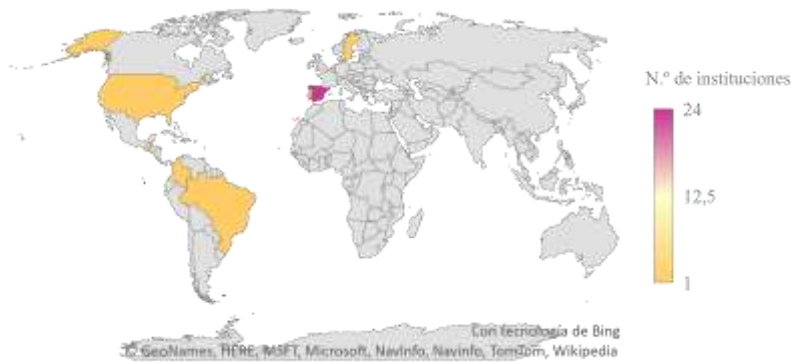 N.º de instituciones
24
12,5
1
Con tecnología de Bing
© GeoNames, HERE, MSFT, Microsoft, NavInfo, Navinfo, TomTom, Wikipedia